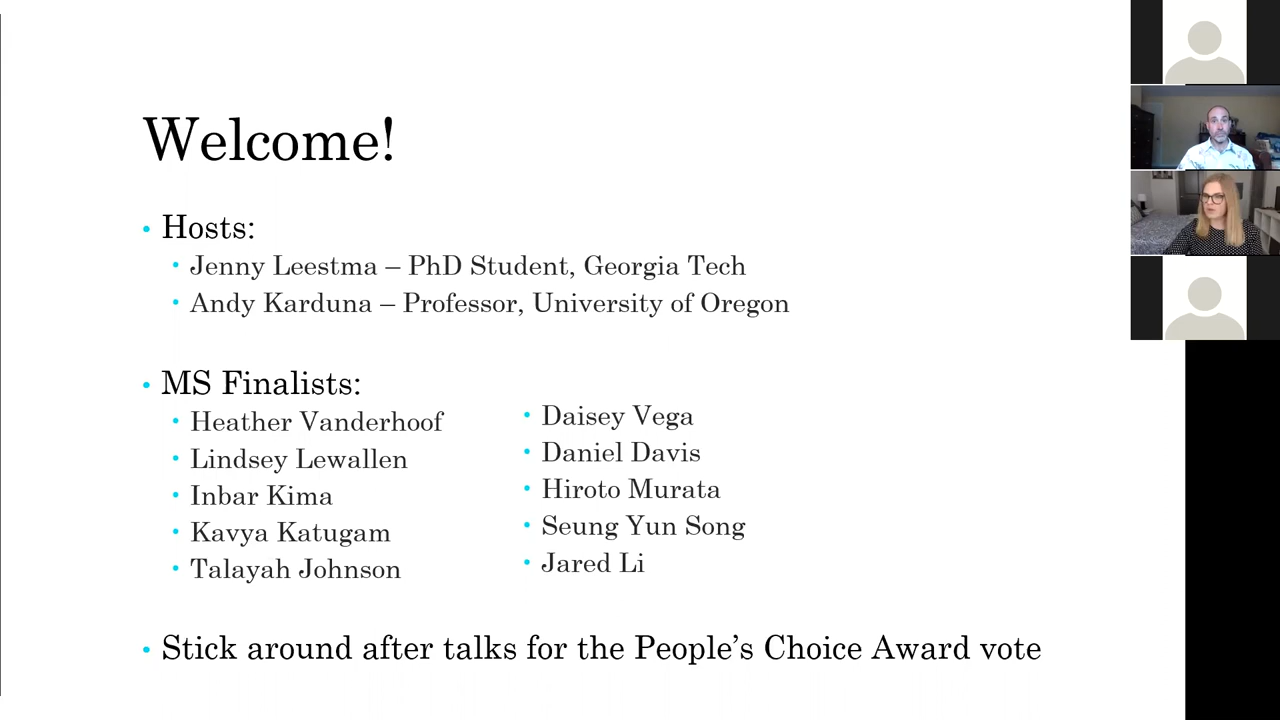 Welcome!
• Hosts:
• Jenny Leestma – PhD Student, Georgia Tech
• Andy Karduna – Professor, University of Oregon
• MS Finalists:
• Heather Vanderhoof
• Lindsey Lewallen
• Inbar Kima
• Kavya Katugam
• Talayah Johnson
• Daisey Vega
• Daniel Davis
• Hiroto Murata
• Seung Yun Song
• Jared Li
• Stick around after talks for the People’s Choice Award vote